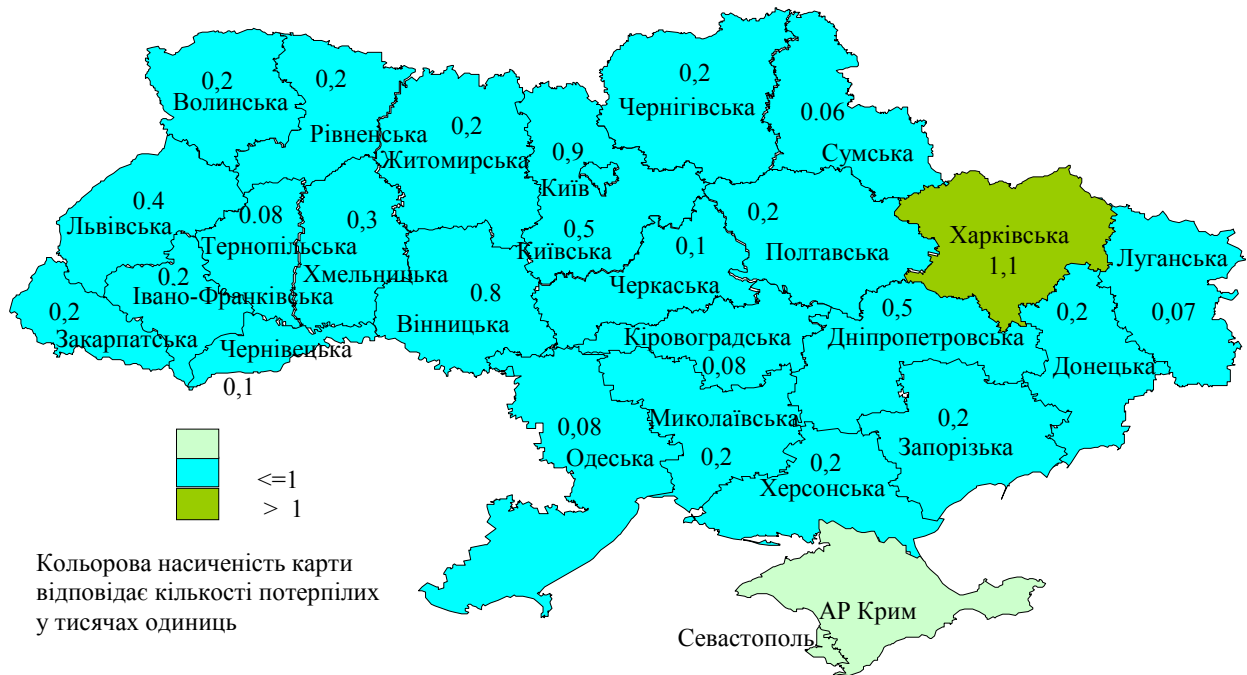 0,2
Волинська
0,2
Рівненська
0,2
Житомирська
0,9
Київ
0,5
Київська
0,2
Чернігівська
0.06
Сумська
0.4
Львівська
0.08
Тернопільська
0,3
Хмельницька
0,2
Івано-Франківська
0,2
Закарпатська
Чернівецька
0,1
0.8
Вінницька
0,1
Черкаська
0,2
Полтавська
Харківська
1,1
Луганська
0,07
0,2
Донецька
0,5
Дніпропетровська
Кіровоградська
0,08
Миколаївська
0,2
0,08
Одеська
0,2
Херсонська
0,2
Запорізька
АР Крим
Севастополь
<=1
> 1
Кольорова насиченість карти
відповідає кількості потерпілих
у тисячах одиниць